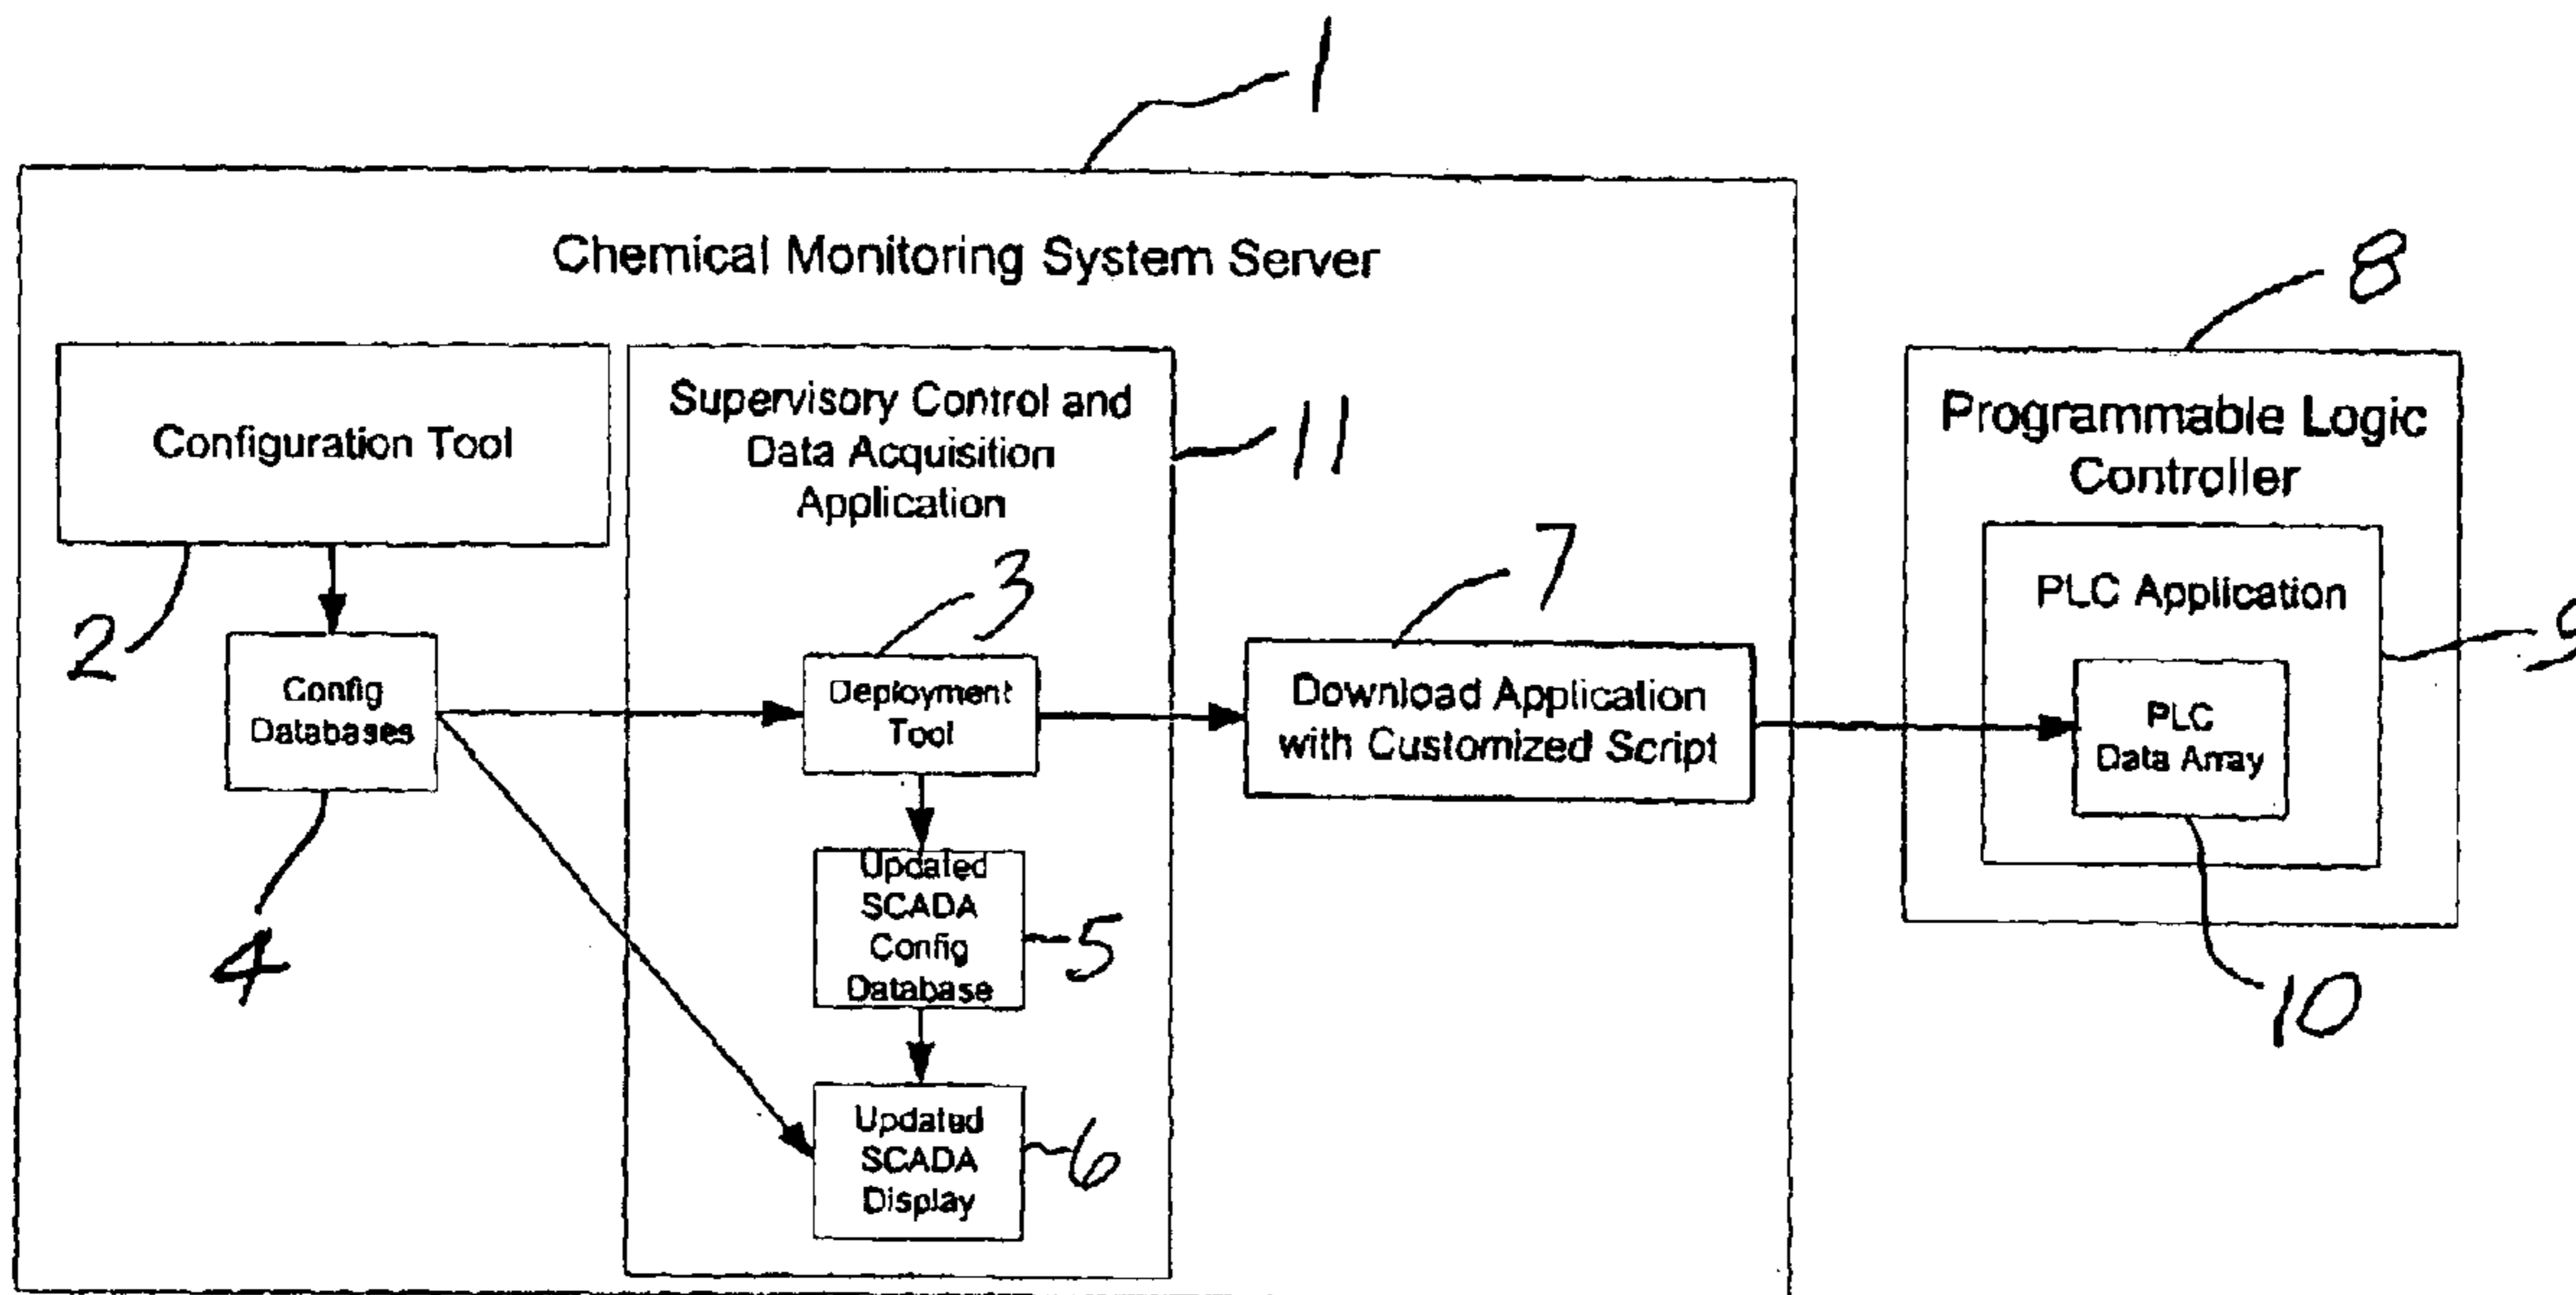 1
Chemical Monitoring System Server
8
Configuration Tool
Supervisory Control and
Data Acquisition
Application
11
Programmable Logic
Controller
2
3
7
PLC Application
9
Config
Databases
Deployment
Tool
Download Application
with Customized Script
PLC
Data Array
4
Updated
SCADA
Config
Database
5
10
Updated
SCADA
Display
6